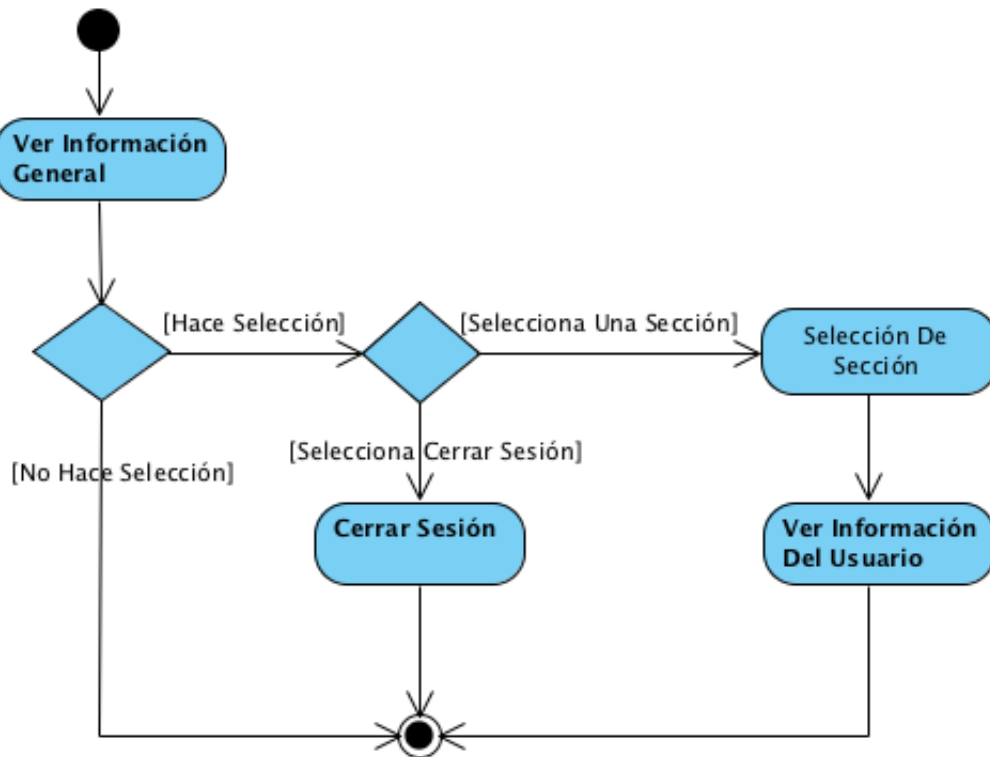 Ver Información
General
[Hace Selección]
[Selecciona Una Sección]
Selección De
Sección
[No Hace Selección]
[Selecciona Cerrar Sesión]
Cerrar Sesión
Ver Información
Del Usuario